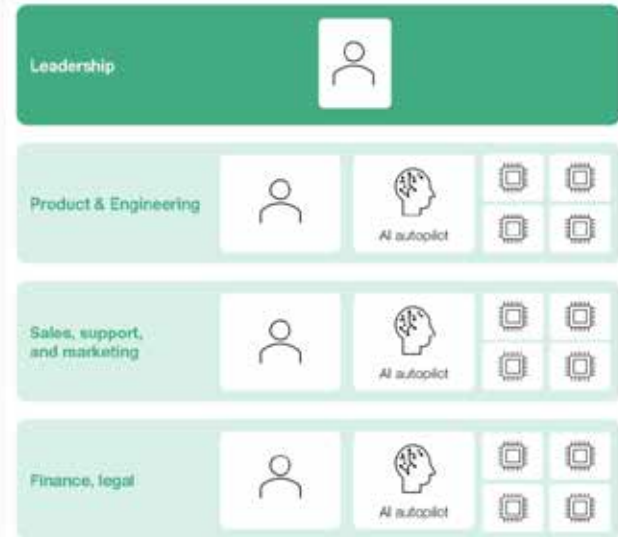 Leadership
Product & Engineering
AI autopilot
Sales, support,
and marketing
AI autopilot
Finance, legal
AI autopilot